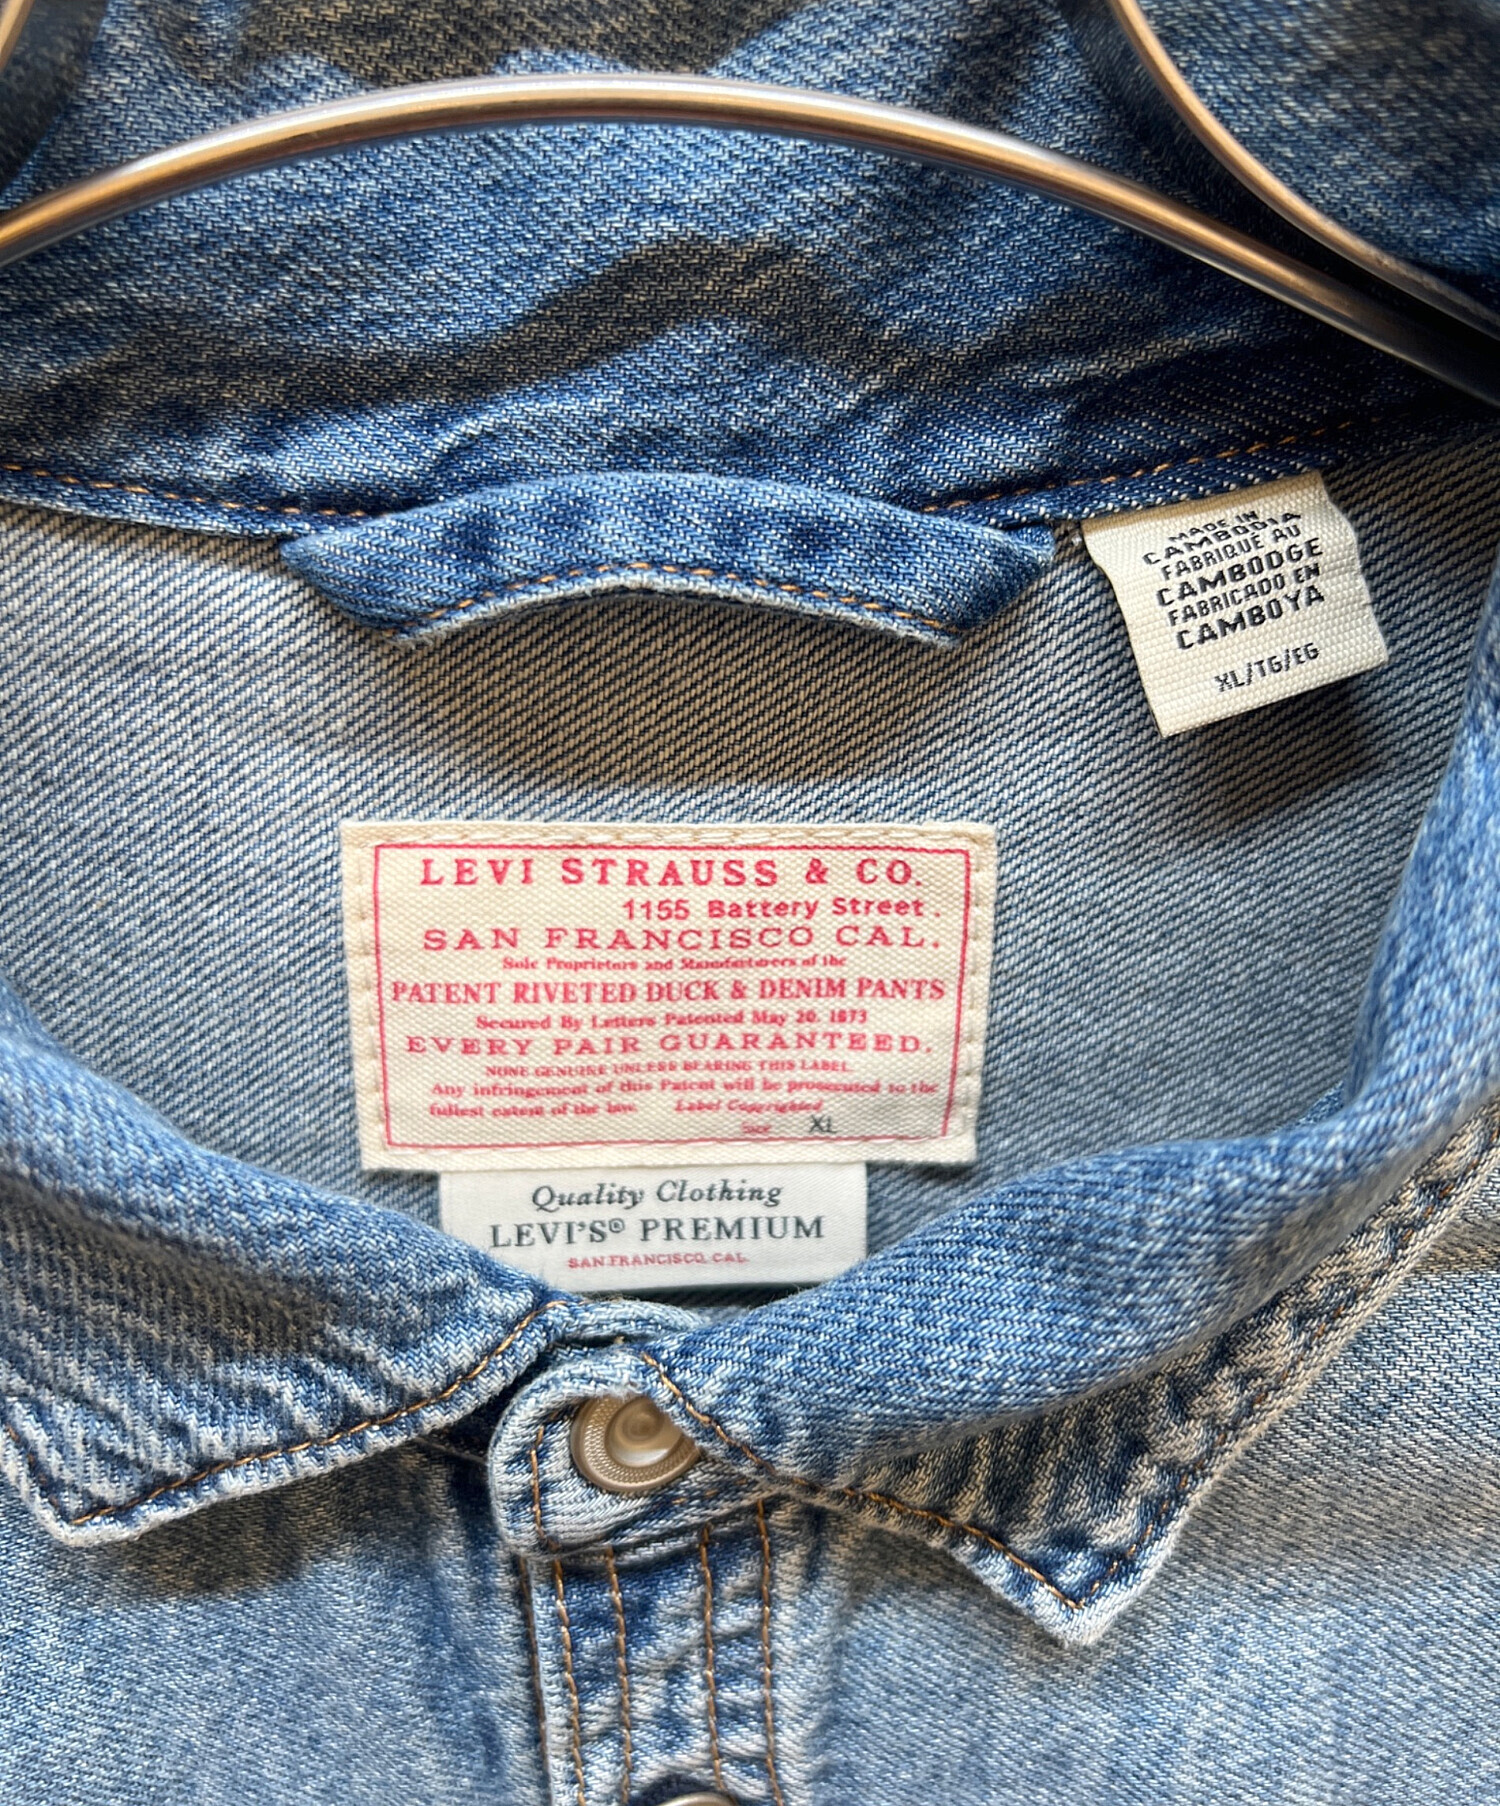 MADE IN
CAMBODIA
FABRIQUÉ AU
CAMBODGE
FABRICADO EN
CAMBOYA
XL/TG/EG
LEVI STRAUSS & CO.
1155 Battery Street.
SAN FRANCISCO CAL.
Sole Proprietors and Manufacturers of the
PATENT RIVETED DUCK & DENIM PANTS
Secured By Letters Patented May 20, 1873
EVERY PAIR GUARANTEED.
NONE GENUINE UNLESS BEARING THIS LABEL.
Any infringement of this Patent will be prosecuted to the
fullest extent of the law. Label Copyrighted
Size XL
Quality Clothing
LEVI'S® PREMIUM
SAN FRANCISCO, CAL.